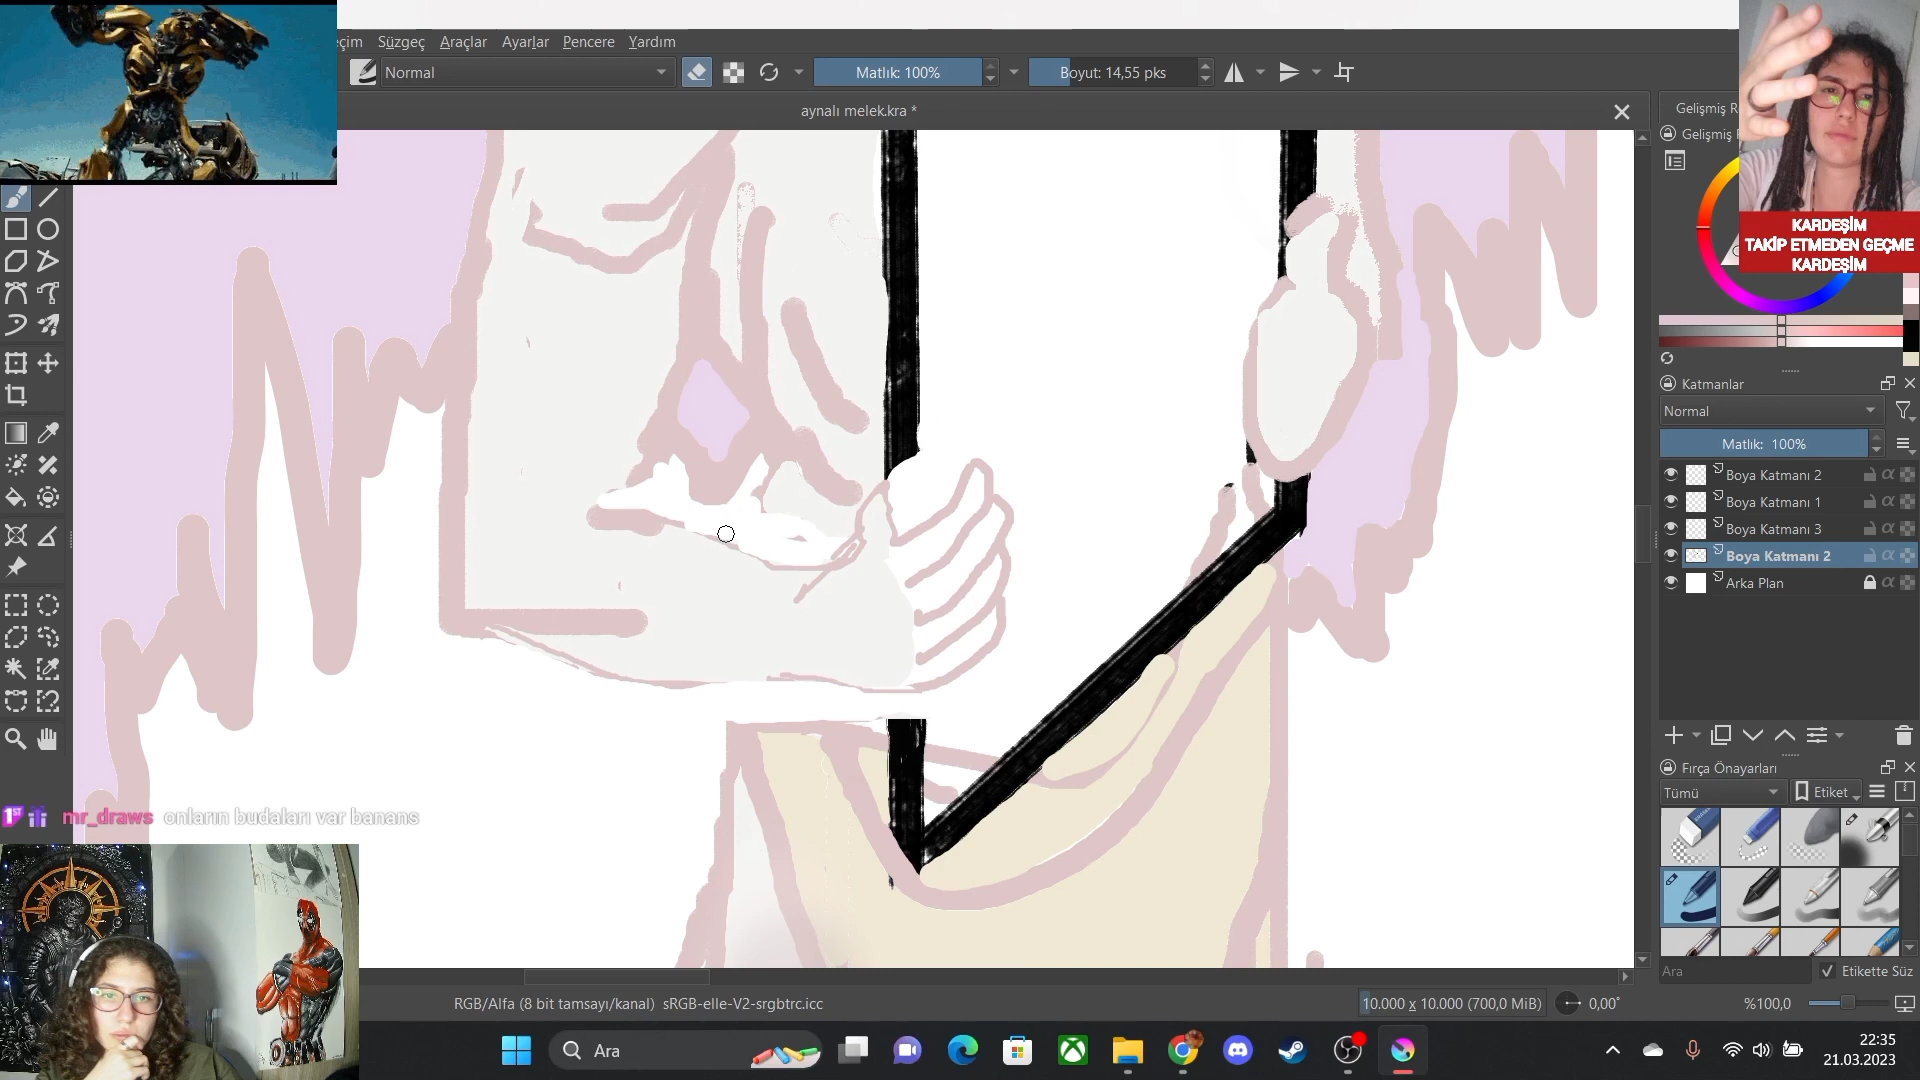 eçim Süzgeç Araçlar Ayarlar Pencere Yardım
Normal
Matlık: 100%
Boyut: 14,55 pks
aynalı melek.kra *
Gelişmiş R
Gelişmiş
KARDEŞİM
TAKİP ETMEDEN GEÇME
KARDEŞİM
Katmanlar
Normal
Matlık: 100%
Boya Katmanı 2
Boya Katmanı 1
Boya Katmanı 3
Boya Katmanı 2
Arka Plan
Fırça Önayarları
Tümü
Etiket
Ara
Etikette Süz
1ST mr_draws onların budaları var banans
RGB/Alfa (8 bit tamsayı/kanal) sRGB-elle-V2-srgbtrc.icc
10.000 x 10.000 (700,0 MiB)
0,00°
%100,0
Ara
22:35
21.03.2023